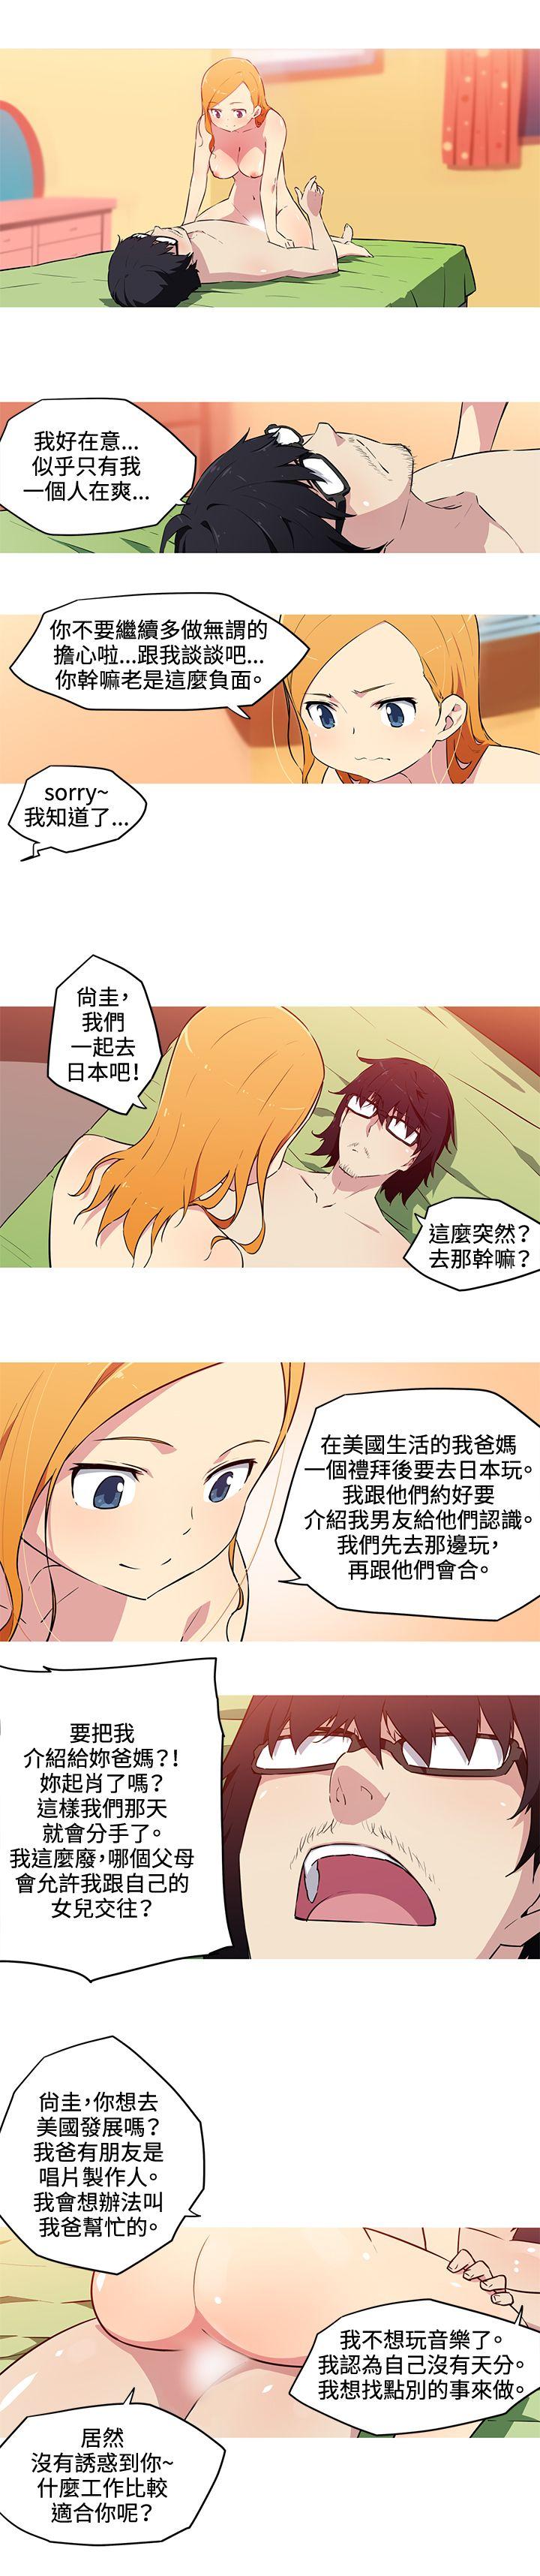 我好在意...
似乎只有我
一個人在爽...
你不要繼續多做無謂的
擔心啦...跟我談談吧...
你幹嘛老是這麼負面。
sorry~
我知道了...
尙圭,
我們
一起去
日本吧!
這麼突然?
去那幹嘛?
在美國生活的我爸媽
一個禮拜後要去日本玩。
我跟他們約好要
介紹我男友給他們認識。
我們先去那邊玩,
再跟他們會合。
要把我
介紹給妳爸媽?!
妳起肖了嗎?
這樣我們那天
就會分手了。
我這麼廢,哪個父母
會允許我跟自己的
女兒交往?
尙圭,你想去
美國發展嗎?
我爸有朋友是
唱片製作人。
我會想辦法叫
我爸幫忙的。
我不想玩音樂了。
我認為自己沒有天分。
我想找點別的事來做。
居然
沒有誘惑到你~
什麼工作比較
適合你呢?